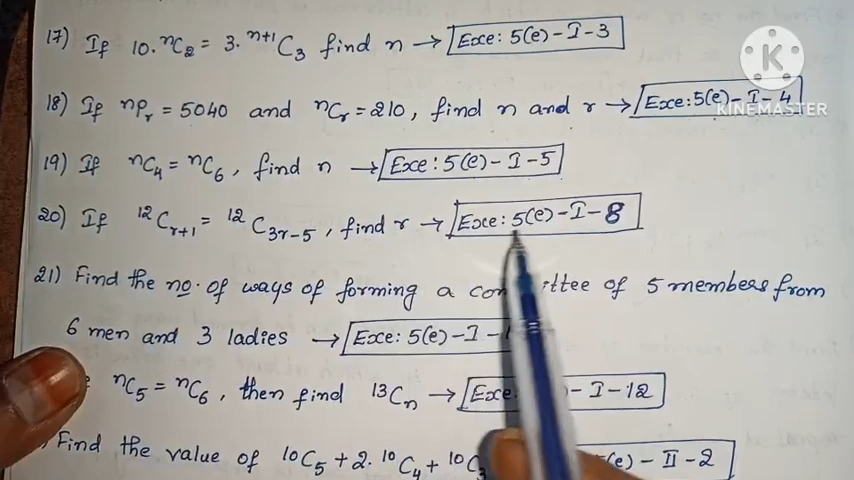 17) If 10. ⁿC₂ = 3. ⁿ⁺¹C₃ find n → Exe: 5(e)-I-3
K
KINEMASTER
18) If nPᵣ = 5040 and ⁿCᵣ = 210, find n and r → Exe: 5(e)-I-4
19) If ⁿC₄ = ⁿC₆, find n → Exe: 5(e)-I-5
20) If ¹²Cᵣ₊₁ = ¹²C₃ᵣ₋₅, find r → Exe: 5(e)-I-8
21) Find the no. of ways of forming a of 5 members from
6 men and 3 ladies → Exe: 5(e)-I-
ⁿC₅ = ⁿC₆, then find ¹³Cₙ → Exe: -I-12
Find the value of ¹⁰C₅ + 2. ¹⁰C₄ + ¹⁰C₃ (e)-II-2